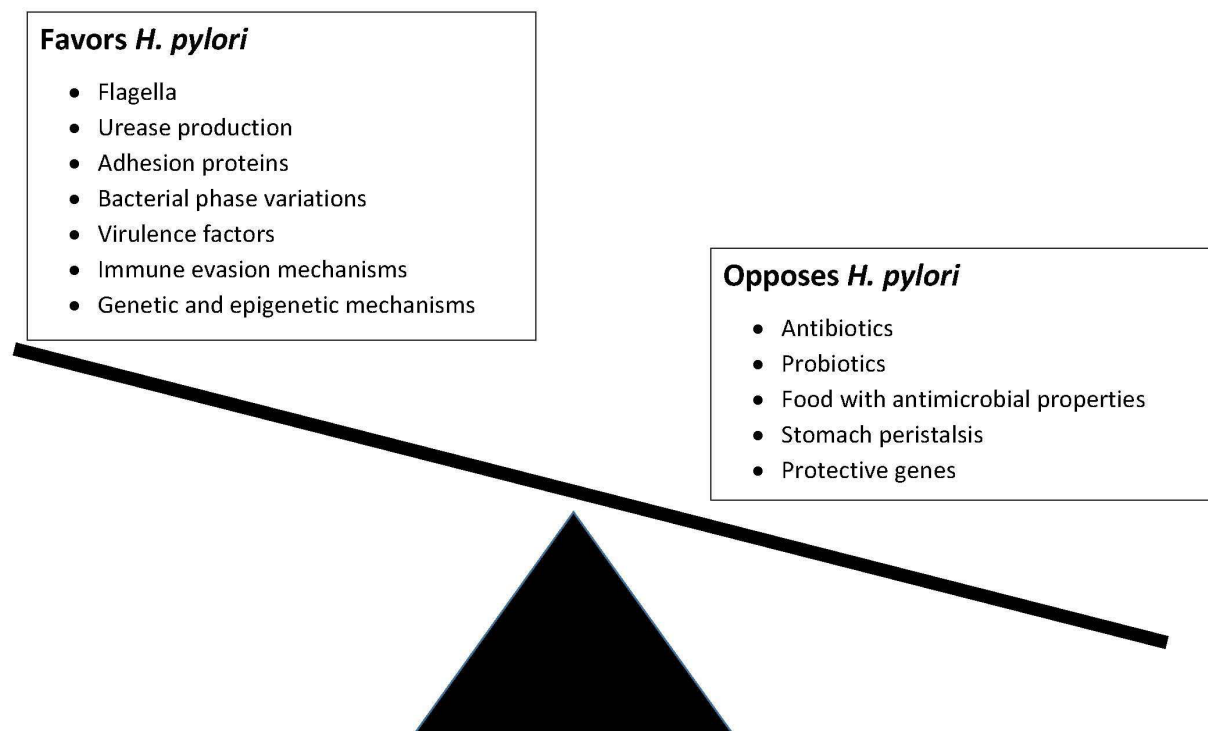 Favors H. pylori
• Flagella
• Urease production
• Adhesion proteins
• Bacterial phase variations
• Virulence factors
• Immune evasion mechanisms
• Genetic and epigenetic mechanisms
Opposes H. pylori
• Antibiotics
• Probiotics
• Food with antimicrobial properties
• Stomach peristalsis
• Protective genes